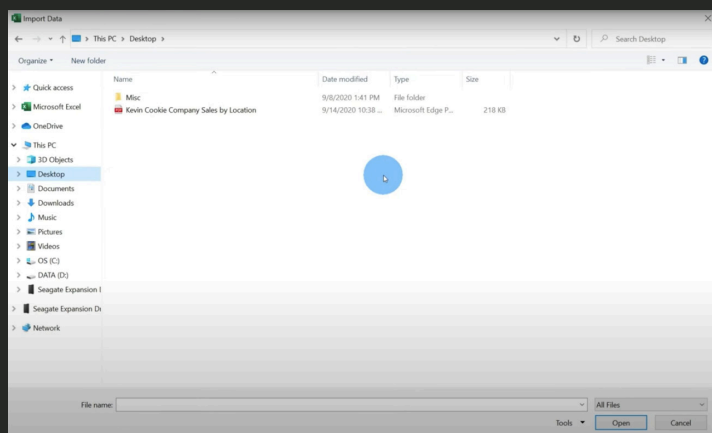 Import Data
This PC > Desktop >
Search Desktop
Organize
New folder
Name
Date modified
Type
Size
Misc
9/8/2020 1:41 PM
File folder
Kevin Cookie Company Sales by Location
9/14/2020 10:38 ...
Microsoft Edge P...
218 KB
Quick access
Microsoft Excel
OneDrive
This PC
3D Objects
Desktop
Documents
Downloads
Music
Pictures
Videos
OS (C:)
DATA (D:)
Seagate Expansion
Seagate Expansion Dr
Network
File name:
All Files
Tools
Open
Cancel